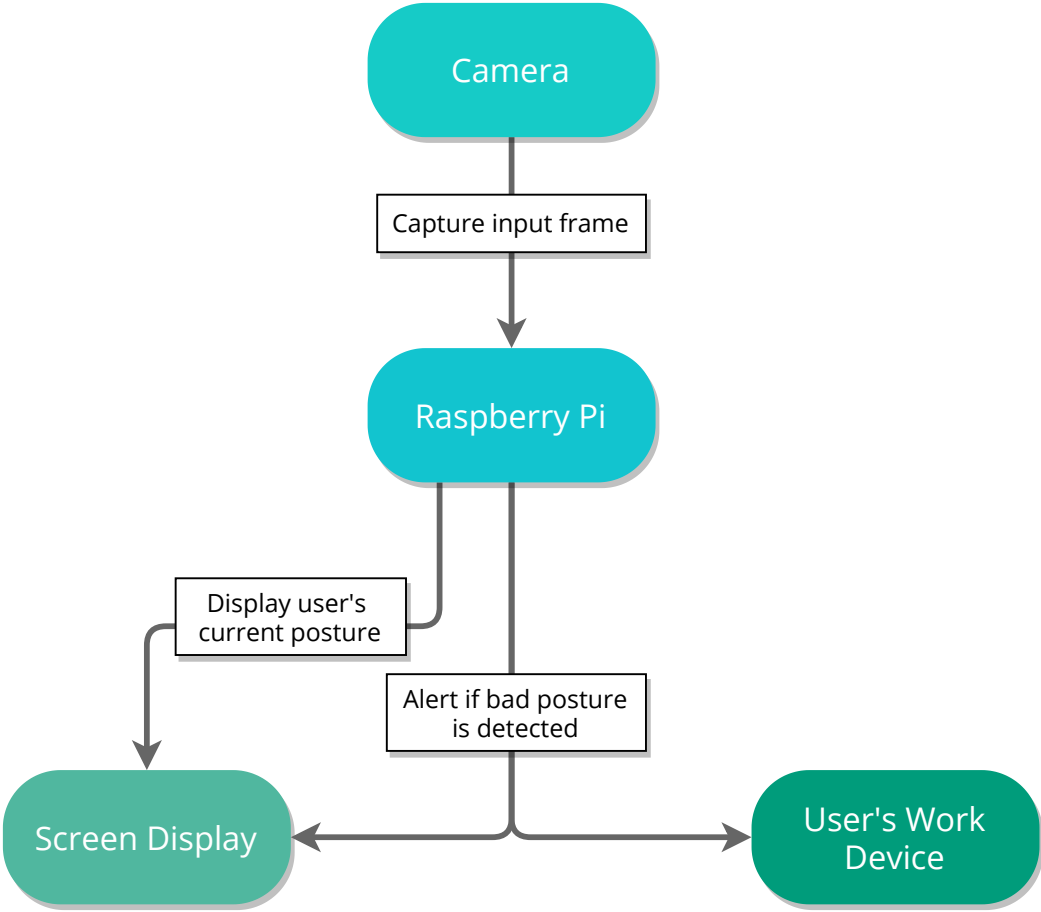 Camera
Capture input frame
Raspberry Pi
Display user's
current posture
Alert if bad posture
is detected
Screen Display
User's Work
Device